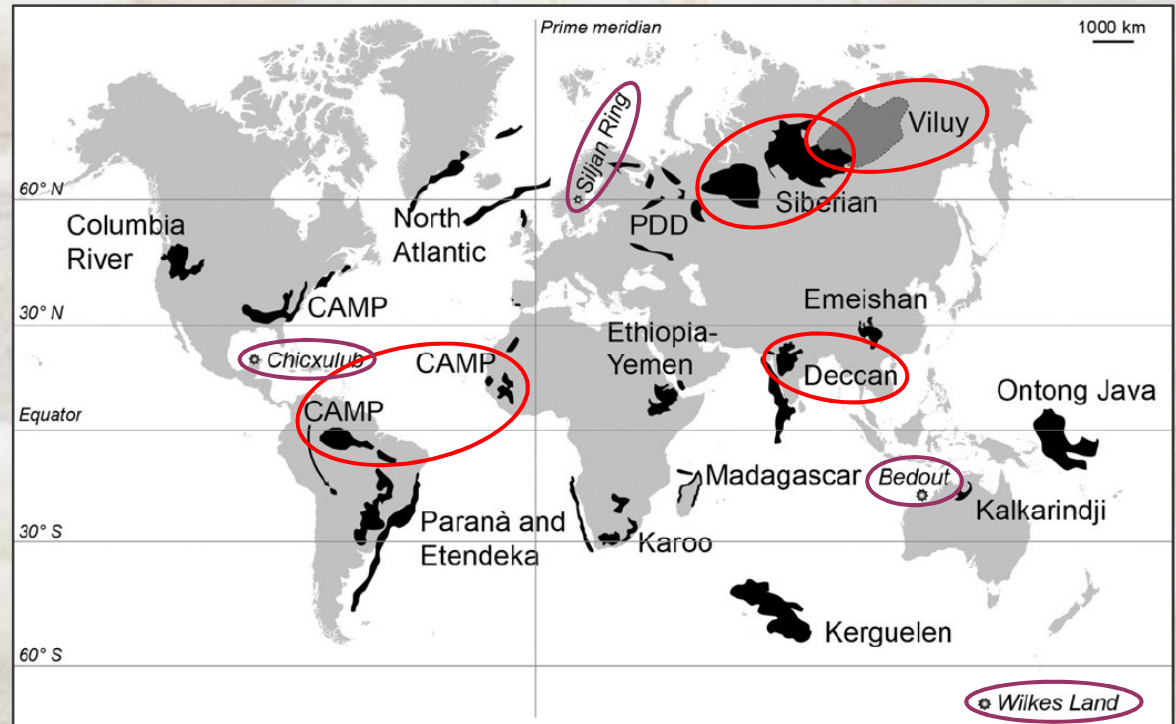 Prime meridian
1000 km
Viluy
Siljan Ring
60° N
Siberian
Columbia
River
North
Atlantic
PDD
CAMP
Emeishan
30° N
Ethiopia-
Yemen
Chicxulub
CAMP
Deccan
Ontong Java
Equator
CAMP
Madagascar
Bedout
Kalkarindji
Paranà and
Etendeka
Karoo
30° S
Kerguelen
60° S
Wilkes Land